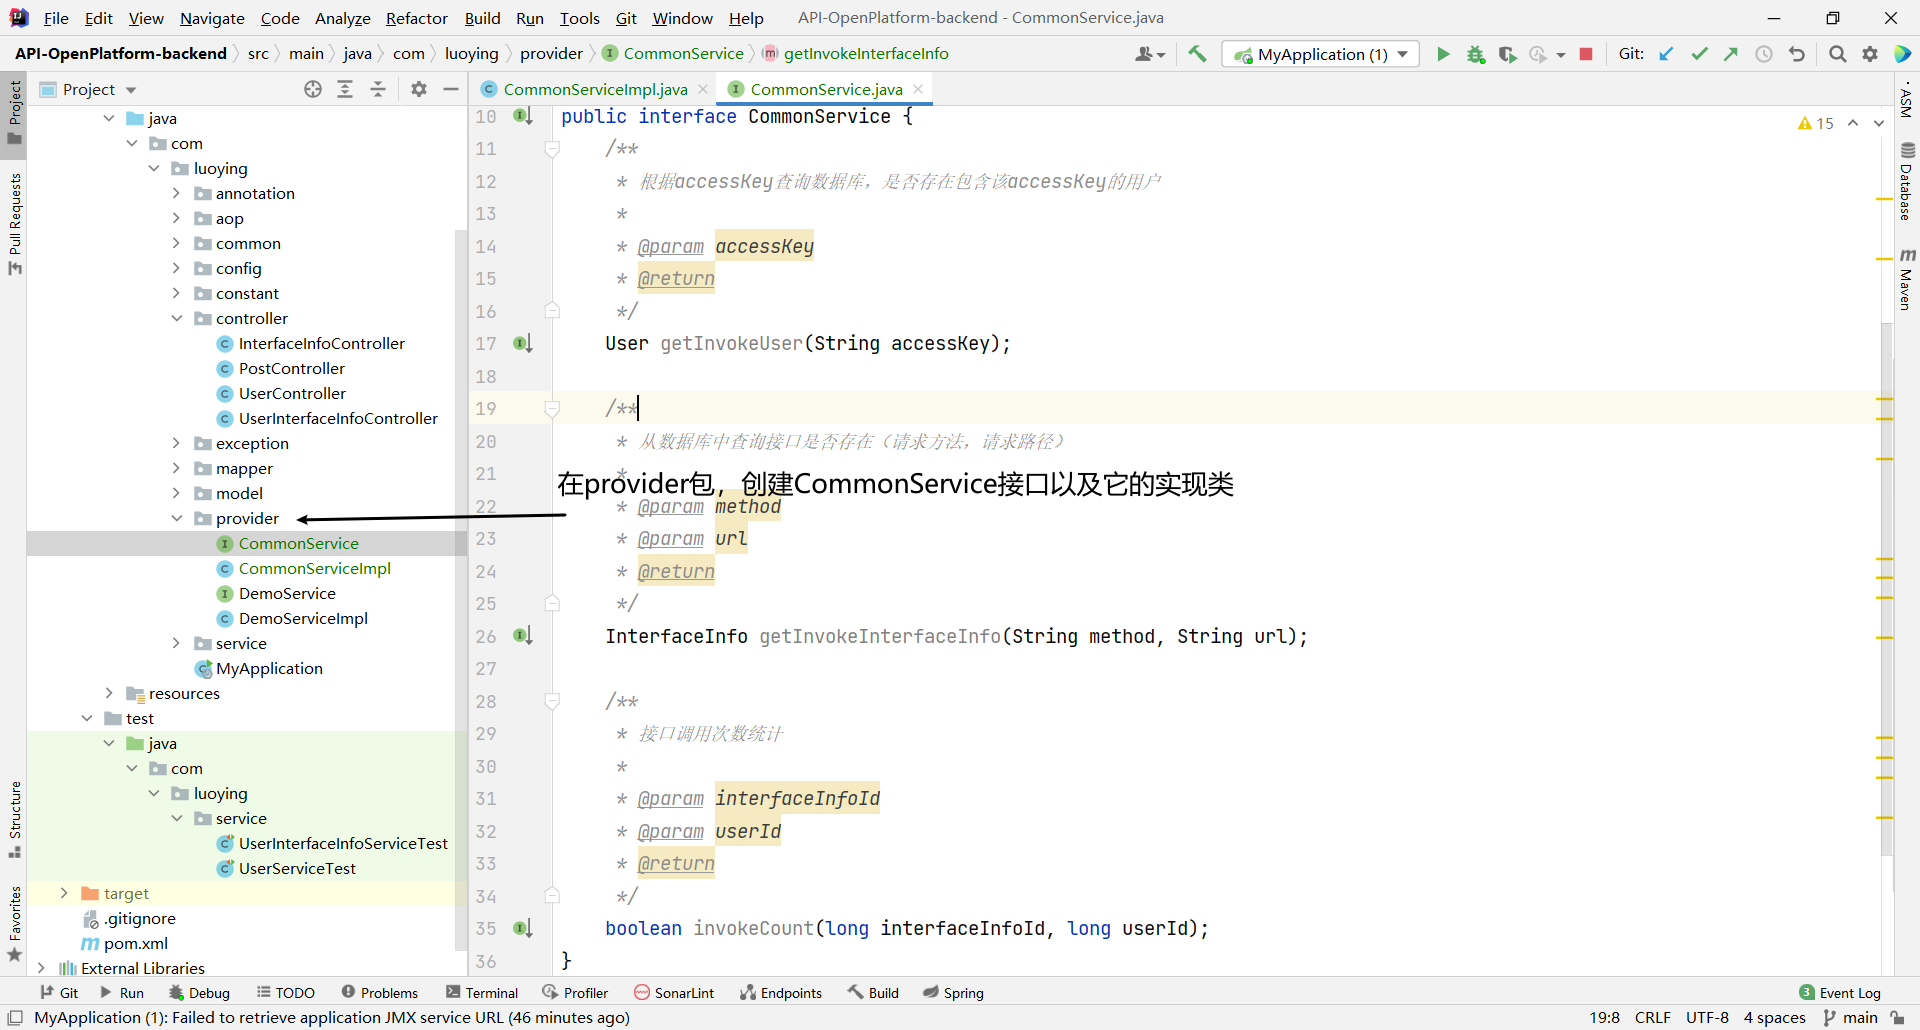 File Edit View Navigate Code Analyze Refactor Build Run Tools Git Window Help API-OpenPlatform-backend - CommonService.java
API-OpenPlatform-backend src main java com luoying provider CommonService getInvokeInterfaceInfo MyApplication (1) Git:
Project
CommonServiceImpl.java CommonService.java
Project
Pull Requests
Structure
Favorites
java
com
luoying
annotation
aop
common
config
constant
controller
InterfaceInfoController
PostController
UserController
UserInterfaceInfoController
exception
mapper
model
provider
CommonService
CommonServiceImpl
DemoService
DemoServiceImpl
service
MyApplication
resources
test
java
com
luoying
service
UserInterfaceInfoServiceTest
UserServiceTest
target
.gitignore
pom.xml
External Libraries
15
10 public interface CommonService {
11 /**
12 * 根据accessKey查询数据库，是否存在包含该accessKey的用户
13 *
14 * @param accessKey
15 * @return
16 */
17 User getInvokeUser(String accessKey);
18
19 /**
20 * 从数据库中查询接口是否存在（请求方法，请求路径）
21 *
在provider包，创建CommonService接口以及它的实现类
22 * @param method
23 * @param url
24 * @return
25 */
26 InterfaceInfo getInvokeInterfaceInfo(String method, String url);
27
28 /**
29 * 接口调用次数统计
30 *
31 * @param interfaceInfoId
32 * @param userId
33 * @return
34 */
35 boolean invokeCount(long interfaceInfoId, long userId);
36 }
ASM
Database
Maven
Git Run Debug TODO Problems Terminal Profiler SonarLint Endpoints Build Spring 3 Event Log
MyApplication (1): Failed to retrieve application JMX service URL (46 minutes ago) 19:8 CRLF UTF-8 4 spaces main